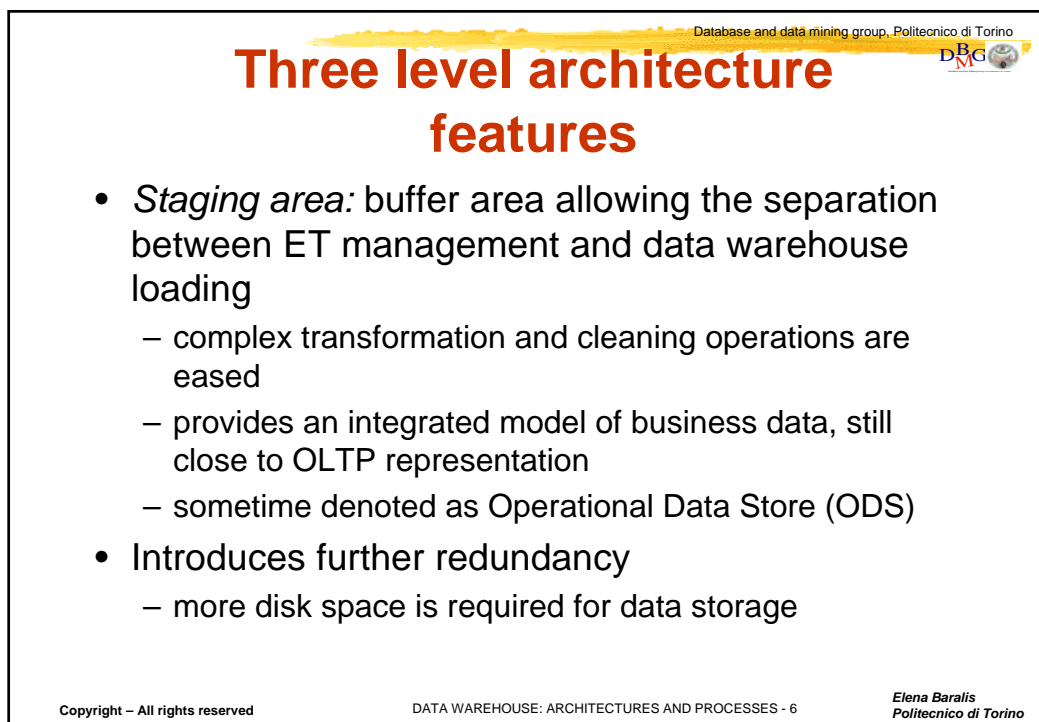 Database and data mining group, Politecnico di Torino
DBMG
Three level architecture
features
• Staging area: buffer area allowing the separation
between ET management and data warehouse
loading
– complex transformation and cleaning operations are
eased
– provides an integrated model of business data, still
close to OLTP representation
– sometime denoted as Operational Data Store (ODS)
• Introduces further redundancy
– more disk space is required for data storage
Copyright – All rights reserved
DATA WAREHOUSE: ARCHITECTURES AND PROCESSES - 6
Elena Baralis
Politecnico di Torino